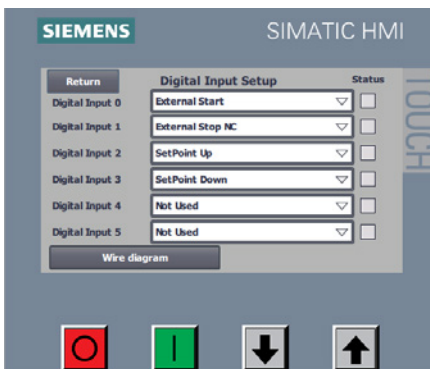 SIEMENS SIMATIC HMI
TOUCH
Return Digital Input Setup Status
Digital Input 0 External Start
Digital Input 1 External Stop NC
Digital Input 2 SetPoint Up
Digital Input 3 SetPoint Down
Digital Input 4 Not Used
Digital Input 5 Not Used
Wire diagram